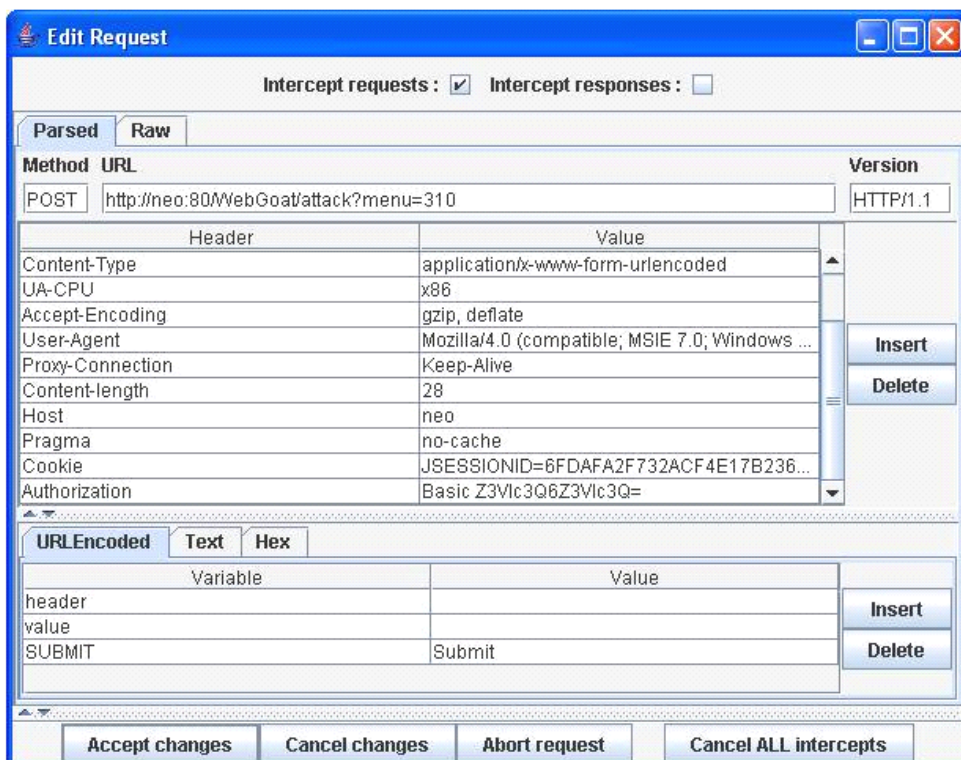 Edit Request
Intercept requests : Intercept responses :
Parsed Raw
Method URL Version
POST http://neo:80/WebGoat/attack?menu=310 HTTP/1.1
Header Value
Content-Type application/x-www-form-urlencoded
UA-CPU x86
Accept-Encoding gzip, deflate
User-Agent Mozilla/4.0 (compatible; MSIE 7.0; Windows ...
Proxy-Connection Keep-Alive
Insert
Content-length 28
Delete
Host neo
Pragma no-cache
Cookie JSESSIONID=6FDAFA2F732ACF4E17B236...
Authorization Basic Z3Vlc3Q6Z3Vlc3Q=
URLEncoded Text Hex
Variable Value
header
Insert
value
SUBMIT Submit
Delete
Accept changes Cancel changes Abort request Cancel ALL intercepts